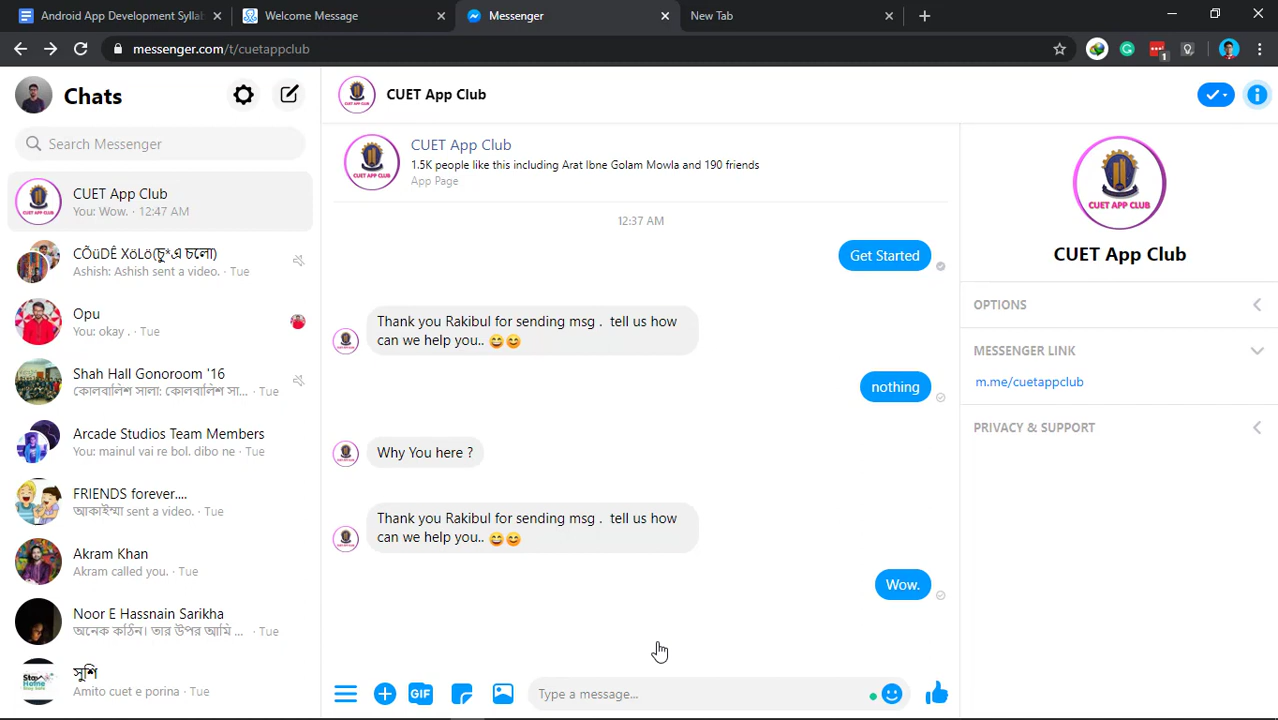 Android App Development Sylla
Welcome Message
Messenger
New Tab
messenger.com/t/cuetappclub
1
Chats
Search Messenger
CUET App Club
You: Wow. · 12:47 AM
CÕüDÊ XöLö(চু*এ চলো)
Ashish: Ashish sent a video. · Tue
Opu
You: okay . · Tue
Shah Hall Gonoroom '16
কোলবালিশ সালা: কোলবালিশ সা... · Tue
Arcade Studios Team Members
You: mainul vai re bol. dibo ne · Tue
FRIENDS forever....
আকাইম্মা sent a video. · Tue
Akram Khan
Akram called you. · Tue
Noor E Hassnain Sarikha
অনেক কঠিন। তার উপর আমি ... · Tue
সুশি
Amito cuet e porina · Tue
CUET App Club
CUET App Club
1.5K people like this including Arat Ibne Golam Mowla and 190 friends
App Page
12:37 AM
Get Started
Thank you Rakibul for sending msg . tell us how
can we help you.. 😄😊
nothing
Why You here ?
Thank you Rakibul for sending msg . tell us how
can we help you.. 😄😊
Wow.
GIF
Type a message...
CUET APP CLUB
CUET App Club
OPTIONS
MESSENGER LINK
m.me/cuetappclub
PRIVACY & SUPPORT